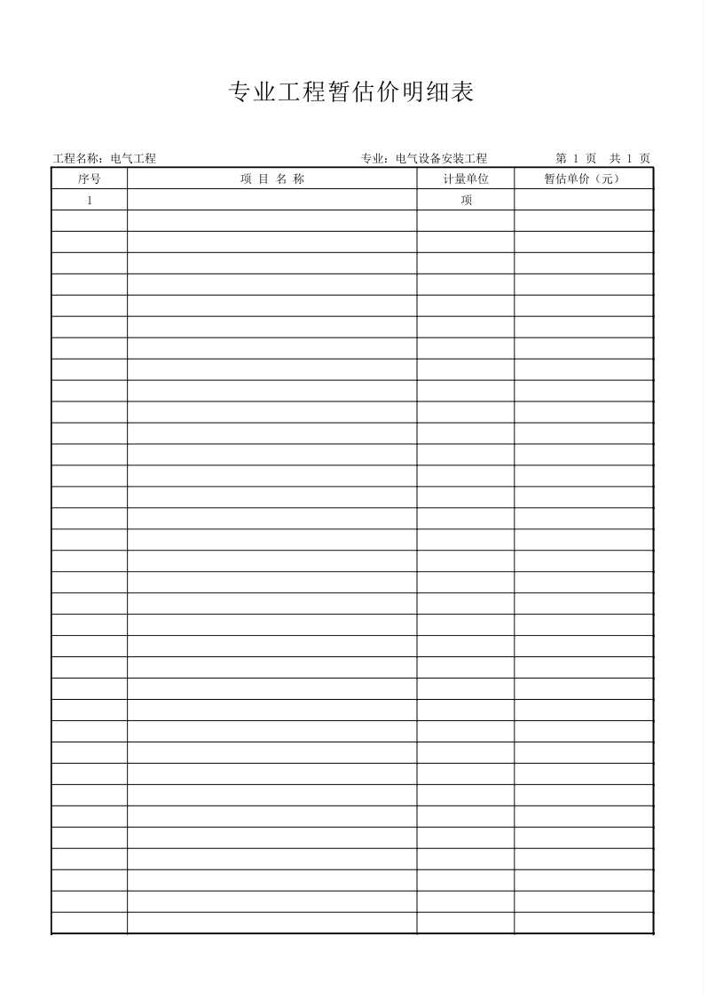 专业工程暂估价明细表
工程名称：电气工程 专业：电气设备安装工程 第 1 页 共 1 页
序号 项 目 名 称 计量单位 暂估单价（元）
1 项